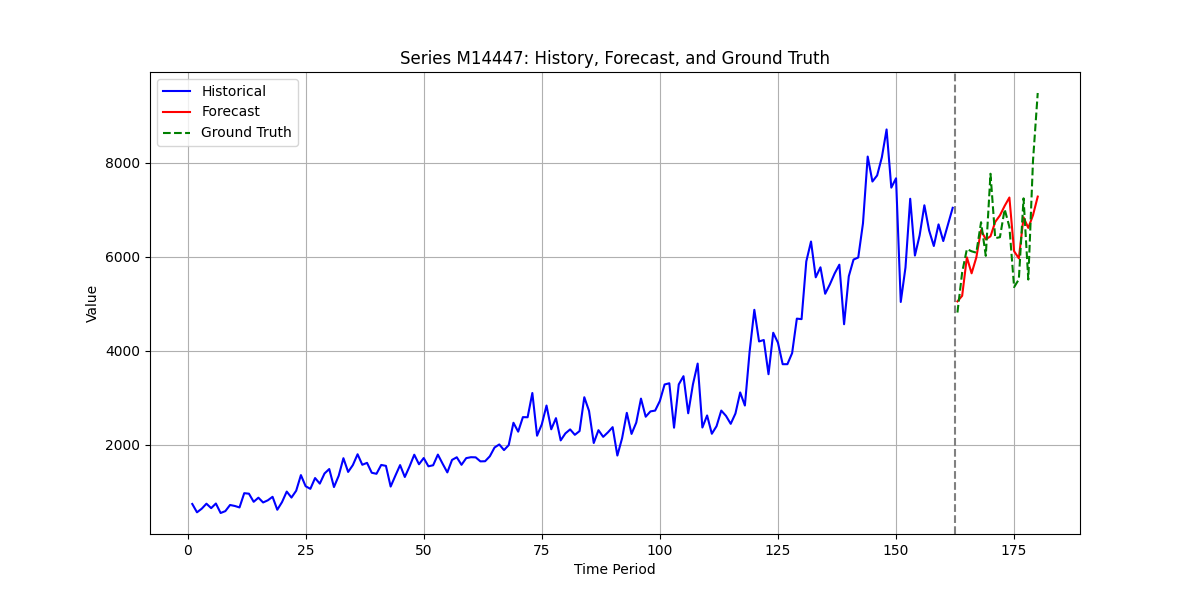 Series M14447: History, Forecast, and Ground Truth
Historical
Forecast
Ground Truth
8000
6000
4000
2000
Value
0
25
50
75
100
125
150
175
Time Period